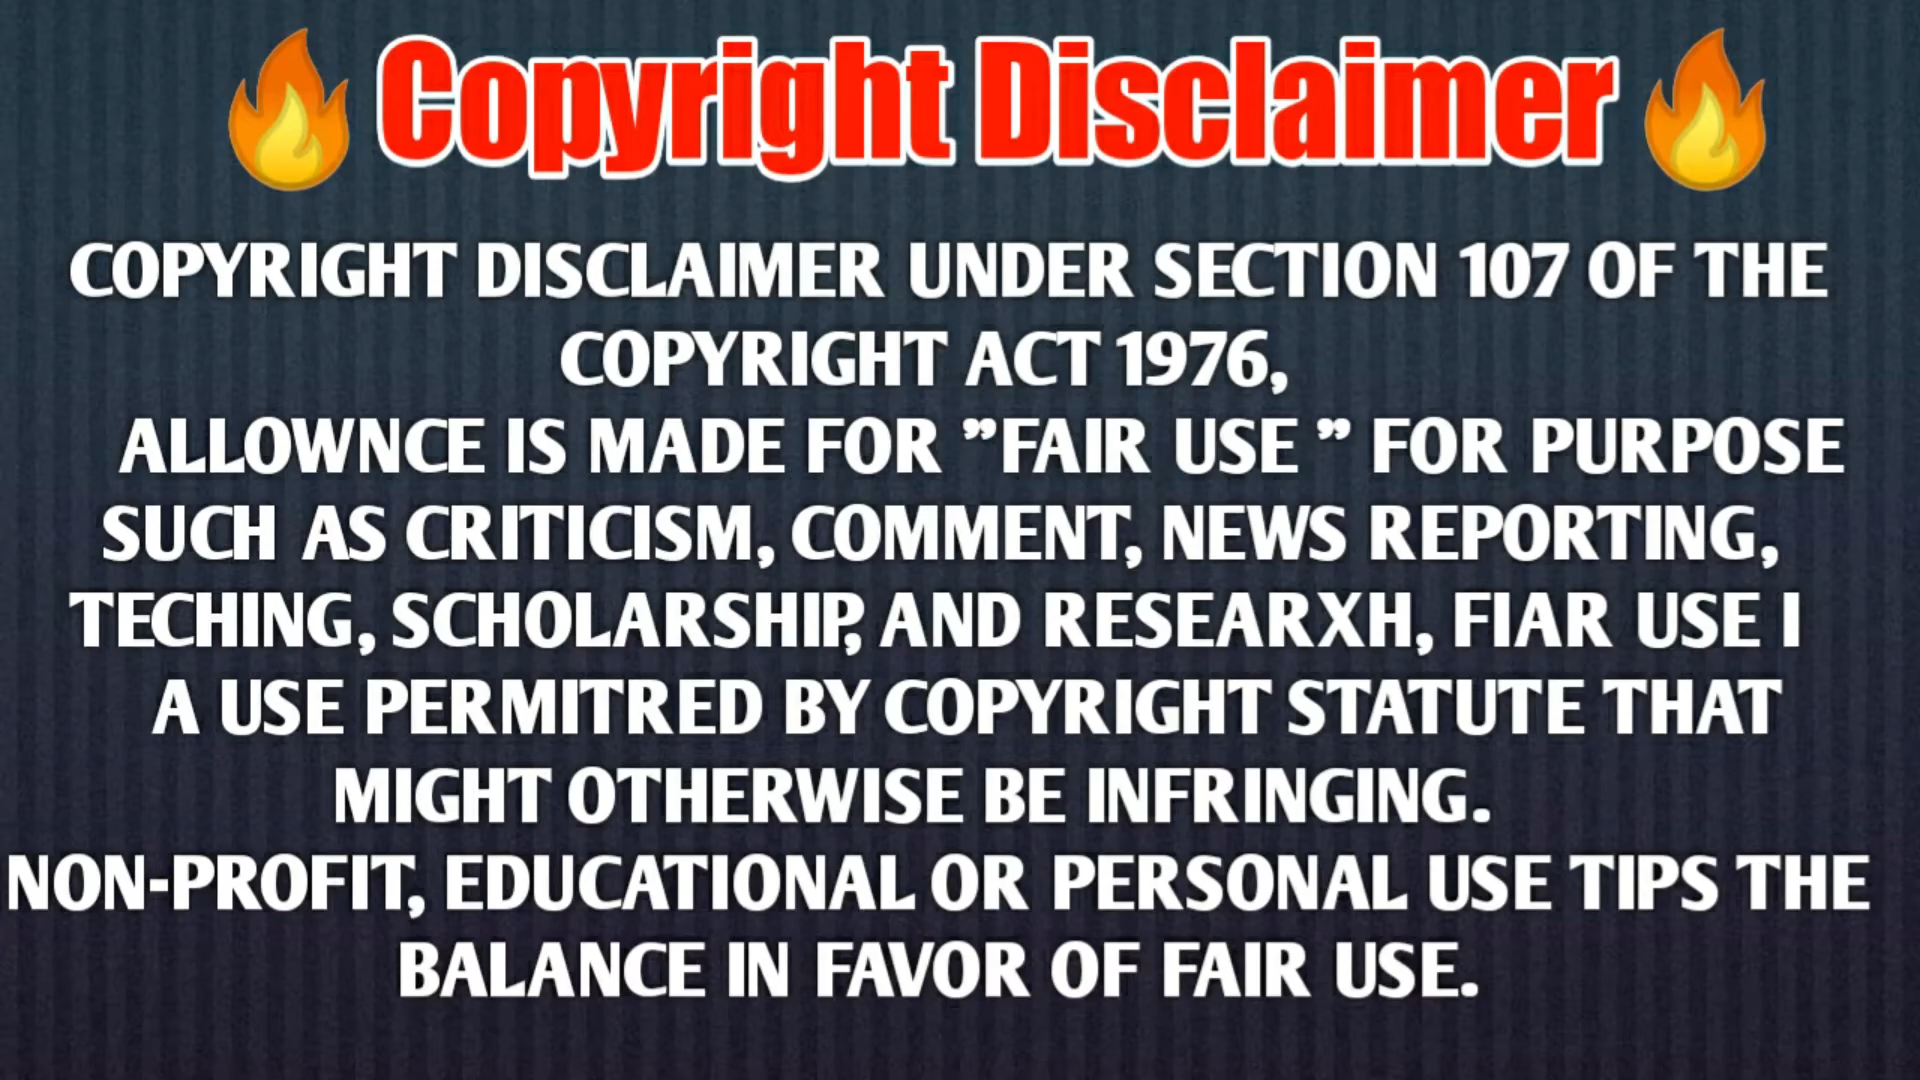 🔥 Copyright Disclaimer 🔥
COPYRIGHT DISCLAIMER UNDER SECTION 107 OF THE
COPYRIGHT ACT 1976,
ALLOWNCE IS MADE FOR ”FAIR USE ” FOR PURPOSE
SUCH AS CRITICISM, COMMENT, NEWS REPORTING,
TECHING, SCHOLARSHIP, AND RESEARXH, FIAR USE I
A USE PERMITRED BY COPYRIGHT STATUTE THAT
MIGHT OTHERWISE BE INFRINGING.
NON-PROFIT, EDUCATIONAL OR PERSONAL USE TIPS THE
BALANCE IN FAVOR OF FAIR USE.